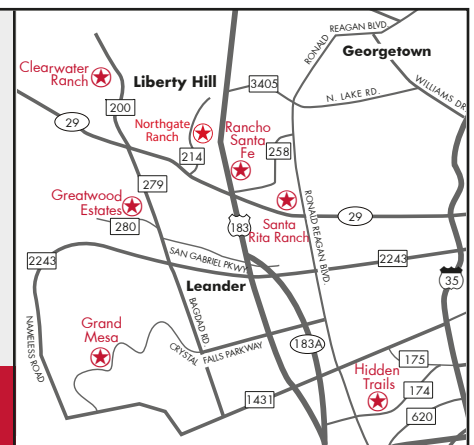 RONALD
REAGAN BLVD.
Georgetown
Clearwater
Ranch
Liberty Hill
3405
N. LAKE RD.
WILLIAMS DR.
200
29
Northgate
Ranch
Rancho
Santa
Fe
214
258
279
Greatwood
Estates
280
183
Santa
Rita Ranch
RONALD REAGAN BLVD.
29
SAN GABRIEL PKWY
2243
2243
Leander
35
NAMELESS ROAD
BAGDAD RD.
Grand
Mesa
CRYSTAL FALLS PARKWAY
183A
175
Hidden
Trails
174
1431
620